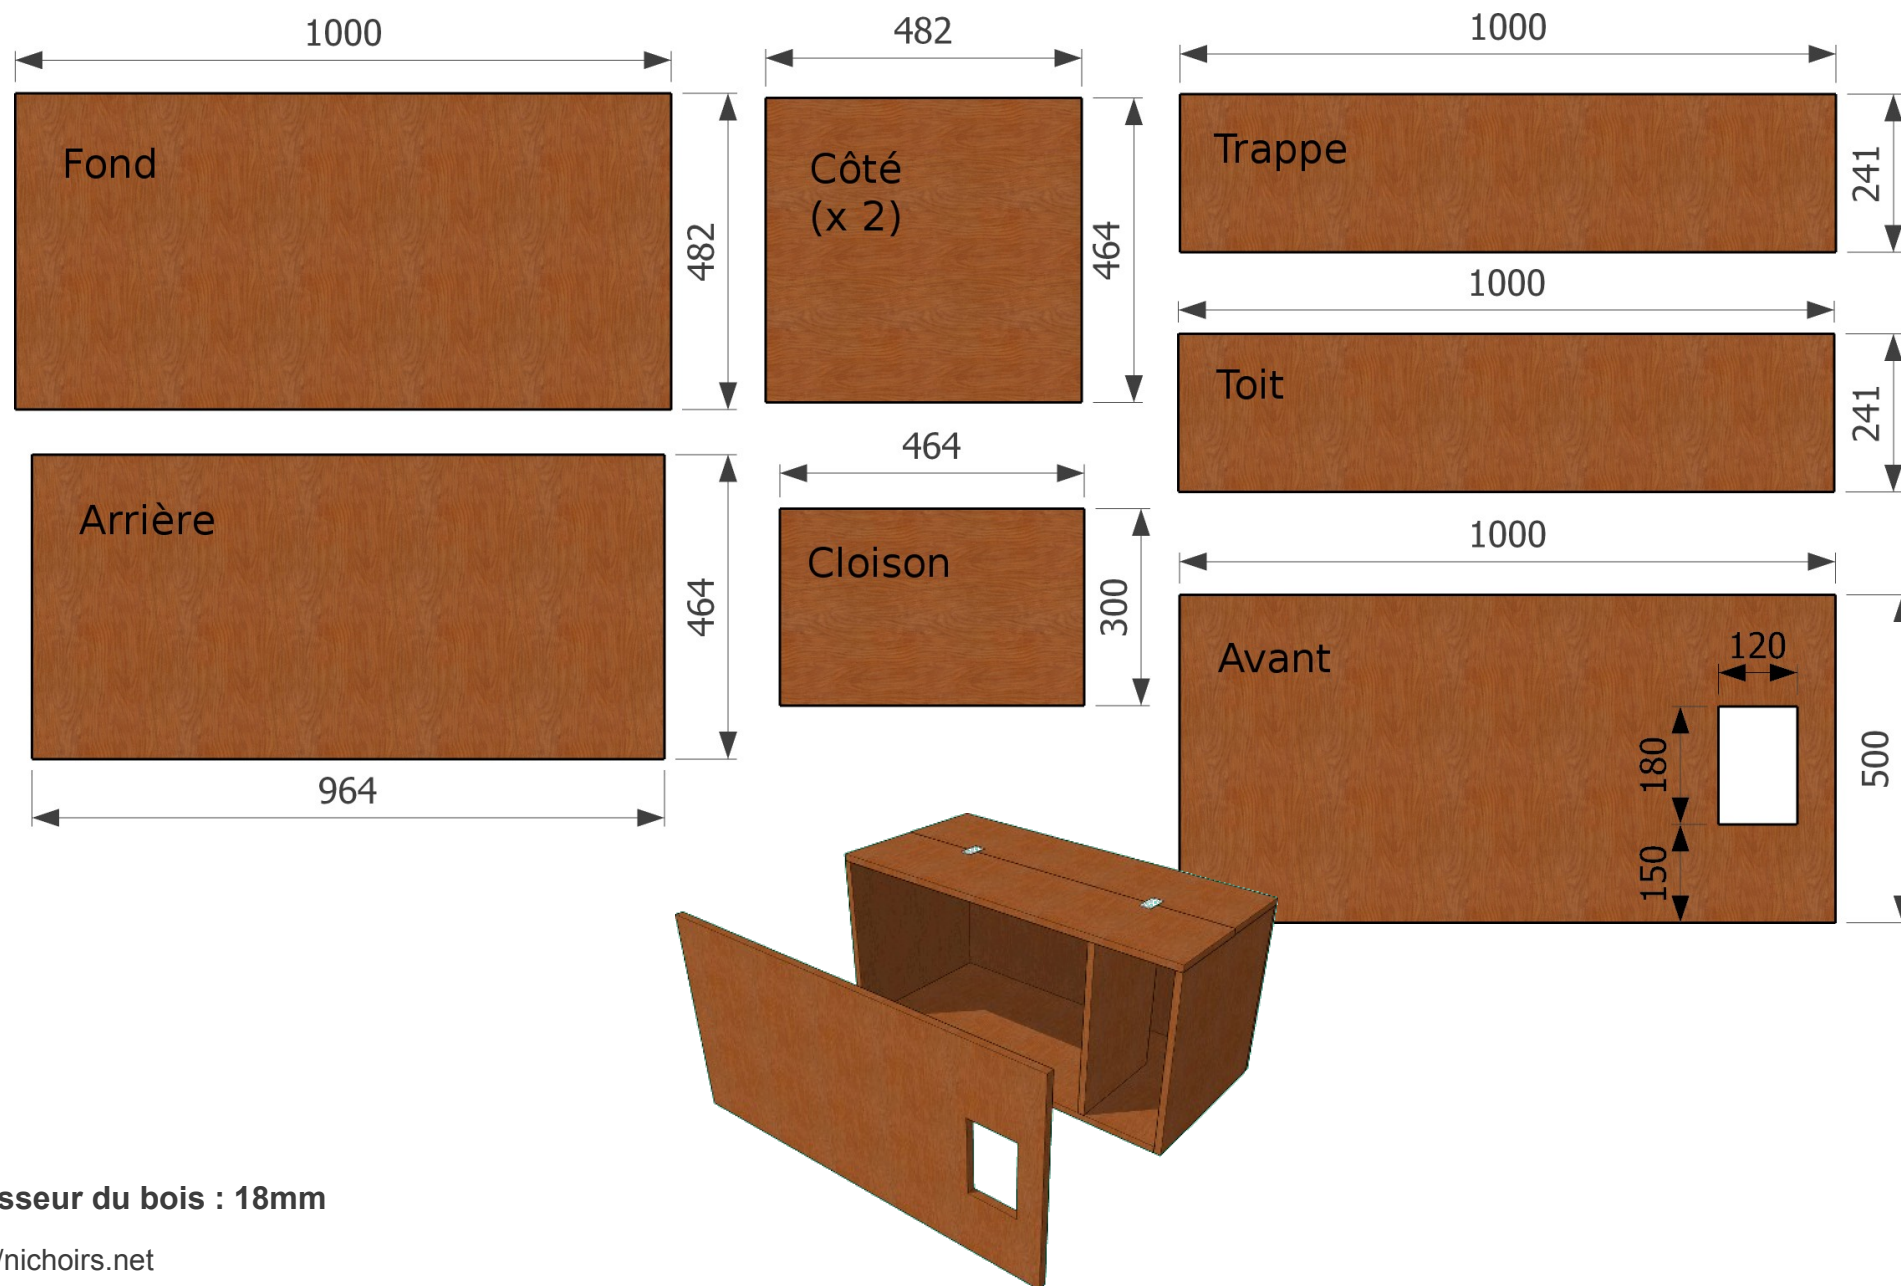 1000
482
1000
Fond
482
Côté
(x 2)
464
Trappe
241
1000
Toit
241
Arrière
464
964
464
Cloison
300
1000
Avant
120
180
150
500
sseur du bois : 18mm
/nichoirs.net